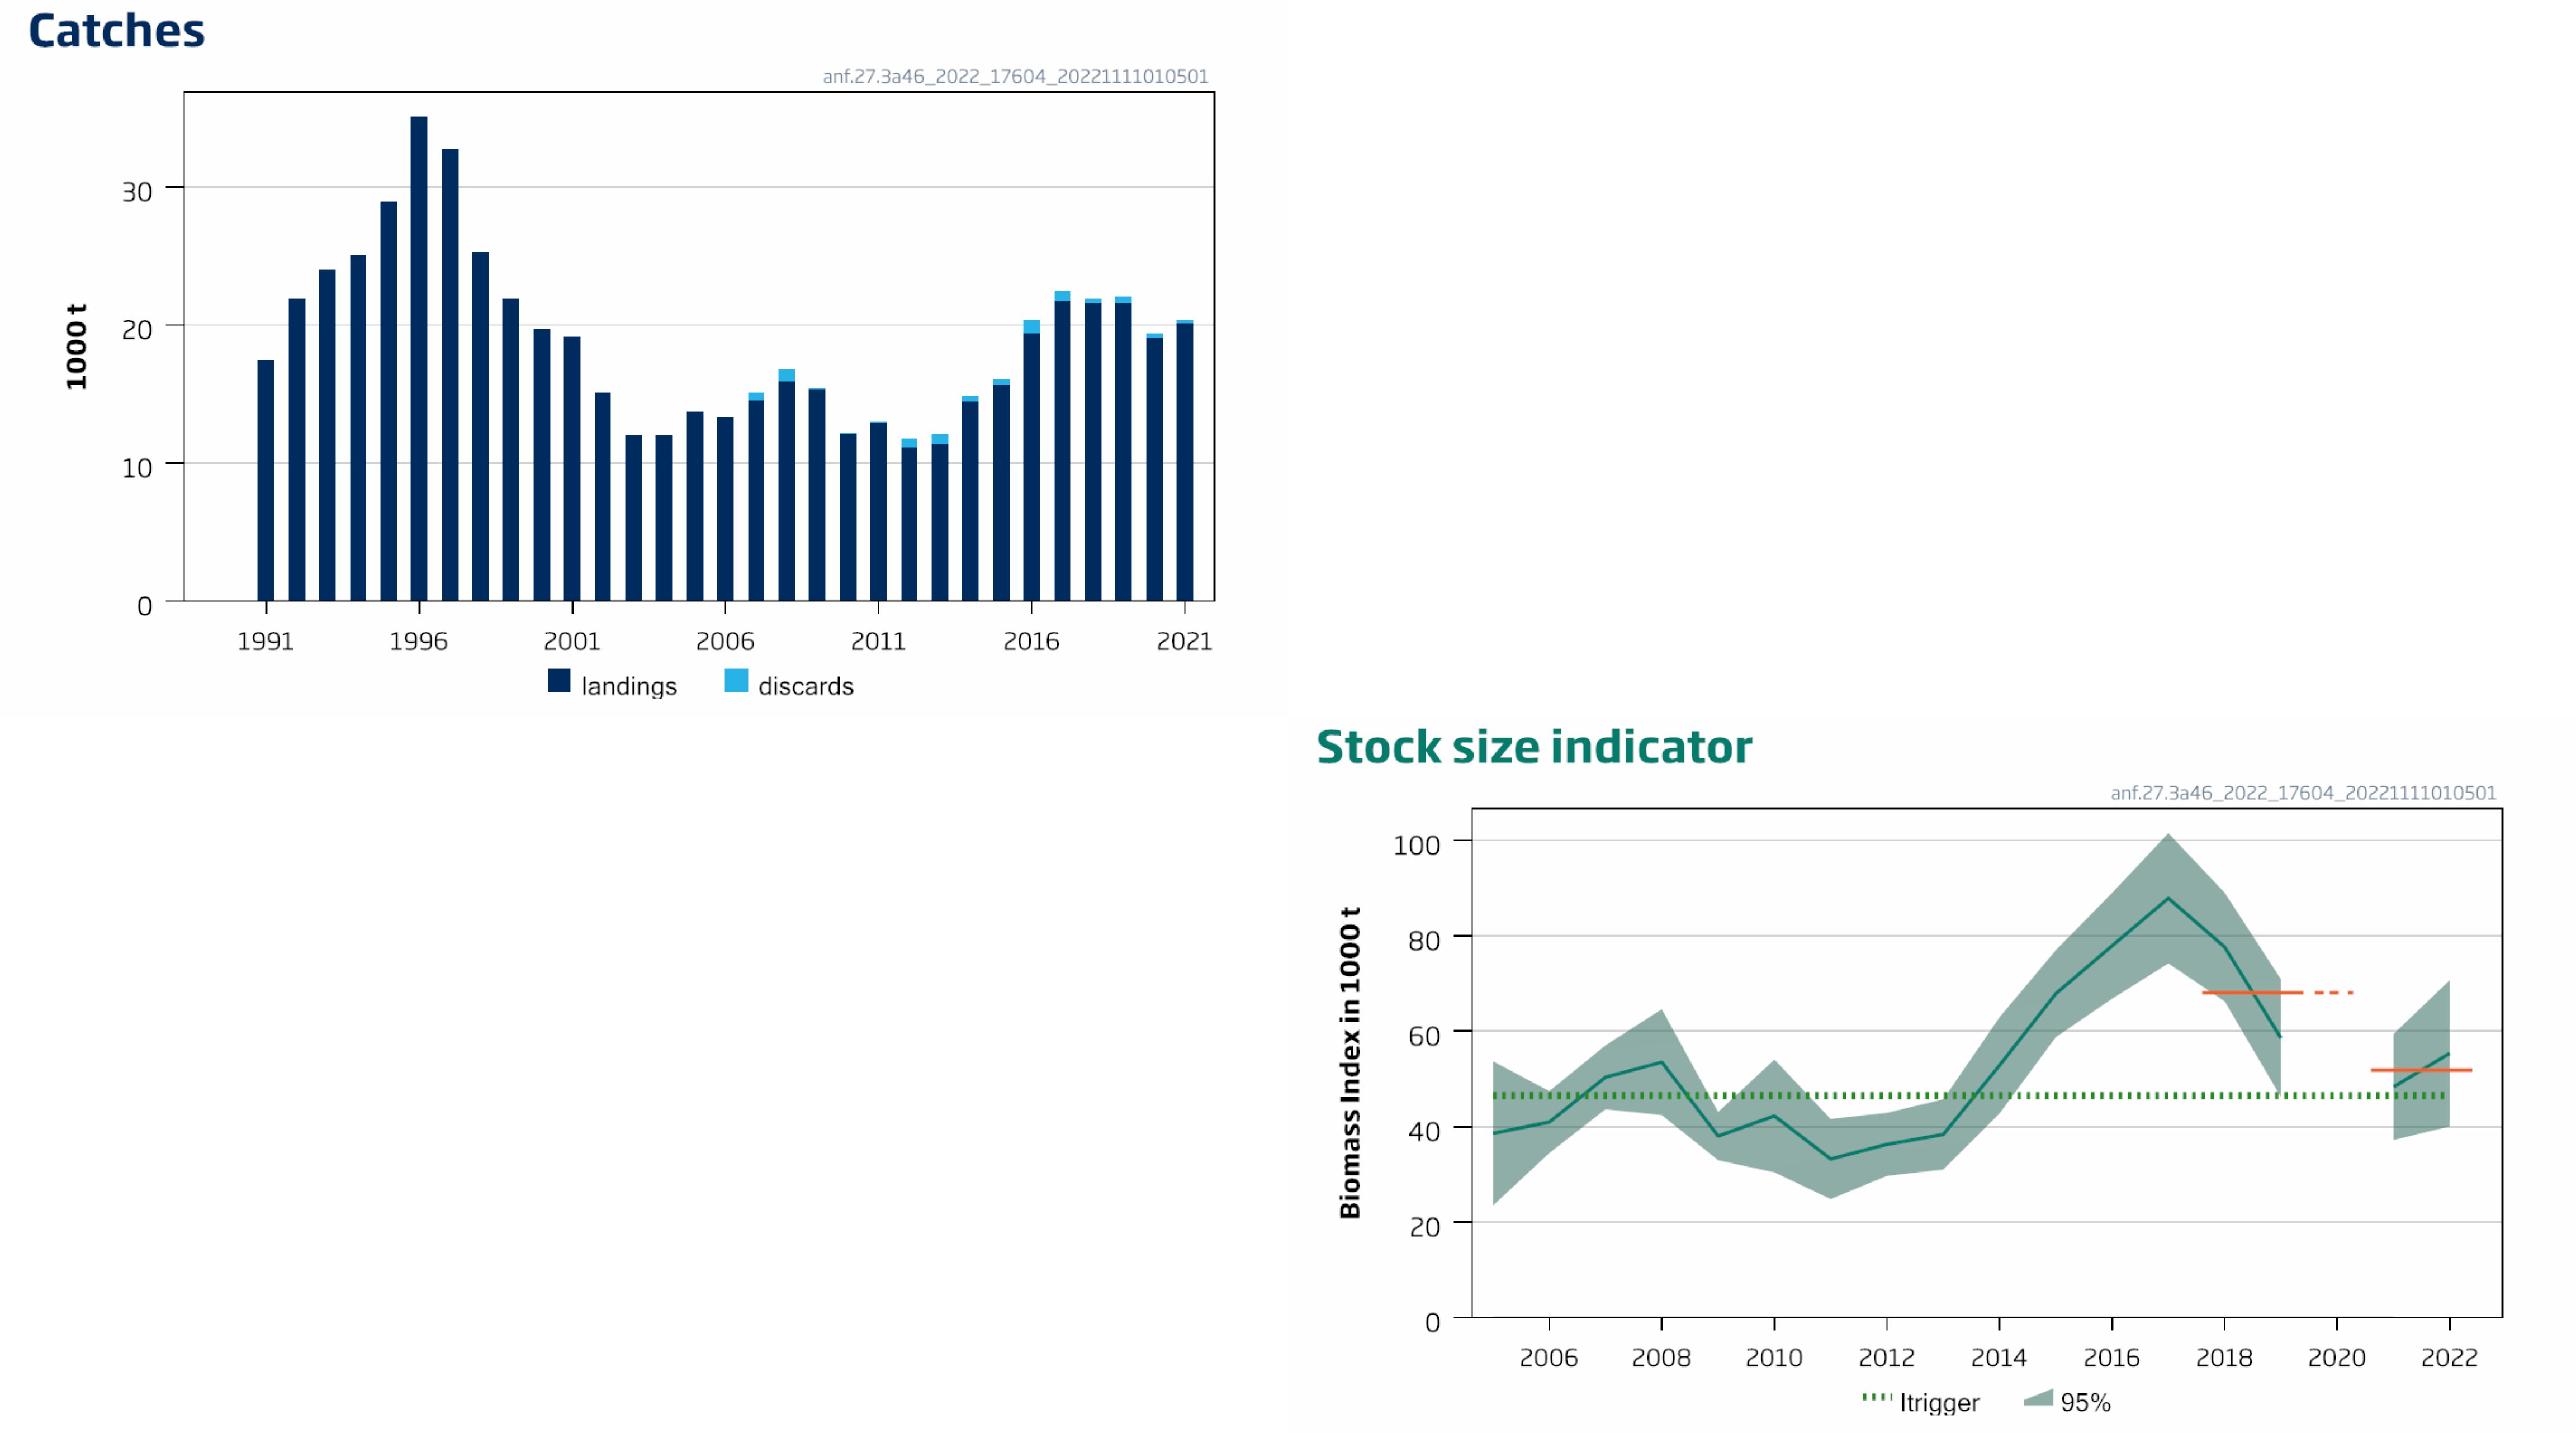 Catches
anf.27.3a46_2022_17604_20221111010501
1000 t
30
20
10
0
1991 1996 2001 2006 2011 2016 2021
landings discards
Stock size indicator
anf.27.3a46_2022_17604_20221111010501
Biomass Index in 1000 t
100
80
60
40
20
0
2006 2008 2010 2012 2014 2016 2018 2020 2022
Itrigger 95%